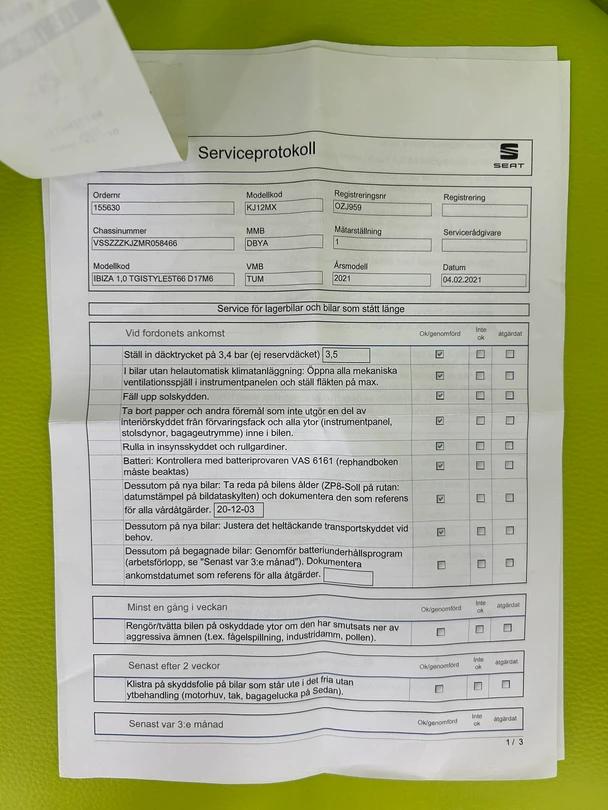 Serviceprotokoll
SEAT
Ordernr
155630
Modellkod
KJ12MX
Registreringsnr
OZJ959
Registrering
Chassinummer
VSSZZZKJZMR058466
MMB
DBYA
Mätarställning
1
Servicerådgivare
Modellkod
IBIZA 1,0 TGISTYLE5T66 D17M6
VMB
TUM
Årsmodell
2021
Datum
04.02.2021
Service för lagerbilar och bilar som stått länge
Vid fordonets ankomst
Ok/genomförd
Inte
ok
åtgärdat
Ställ in däcktrycket på 3,4 bar (ej reservdäcket) 3,5
I bilar utan helautomatisk klimatanläggning: Öppna alla mekaniska
ventilationsspjäll i instrumentpanelen och ställ fläkten på max.
Fäll upp solskydden.
Ta bort papper och andra föremål som inte utgör en del av
interiörskyddet från förvaringsfack och alla ytor (instrumentpanel,
stolsdynor, bagageutrymme) inne i bilen.
Rulla in insynsskyddet och rullgardiner.
Batteri: Kontrollera med batteriprovaren VAS 6161 (rephandboken
måste beaktas)
Dessutom på nya bilar: Ta reda på bilens ålder (ZP8-Soll på rutan:
datumstämpel på bildataskylten) och dokumentera den som referens
för alla vårdåtgärder. 20-12-03
Dessutom på nya bilar: Justera det heltäckande transportskyddet vid
behov.
Dessutom på begagnade bilar: Genomför batteriunderhållsprogram
(arbetsförlopp, se "Senast var 3:e månad"). Dokumentera
ankomstdatumet som referens för alla åtgärder.
Minst en gång i veckan
Ok/genomförd
Inte
ok
åtgärdat
Rengör/tvätta bilen på oskyddade ytor om den har smutsats ner av
aggressiva ämnen (t.ex. fågelspillning, industridamm, pollen).
Senast efter 2 veckor
Ok/genomförd
Inte
ok
åtgärdat
Klistra på skyddsfolie på bilar som står ute i det fria utan
ytbehandling (motorhuv, tak, bagagelucka på Sedan).
Senast var 3:e månad
Ok/genomförd
Inte
ok
åtgärdat
1 / 3